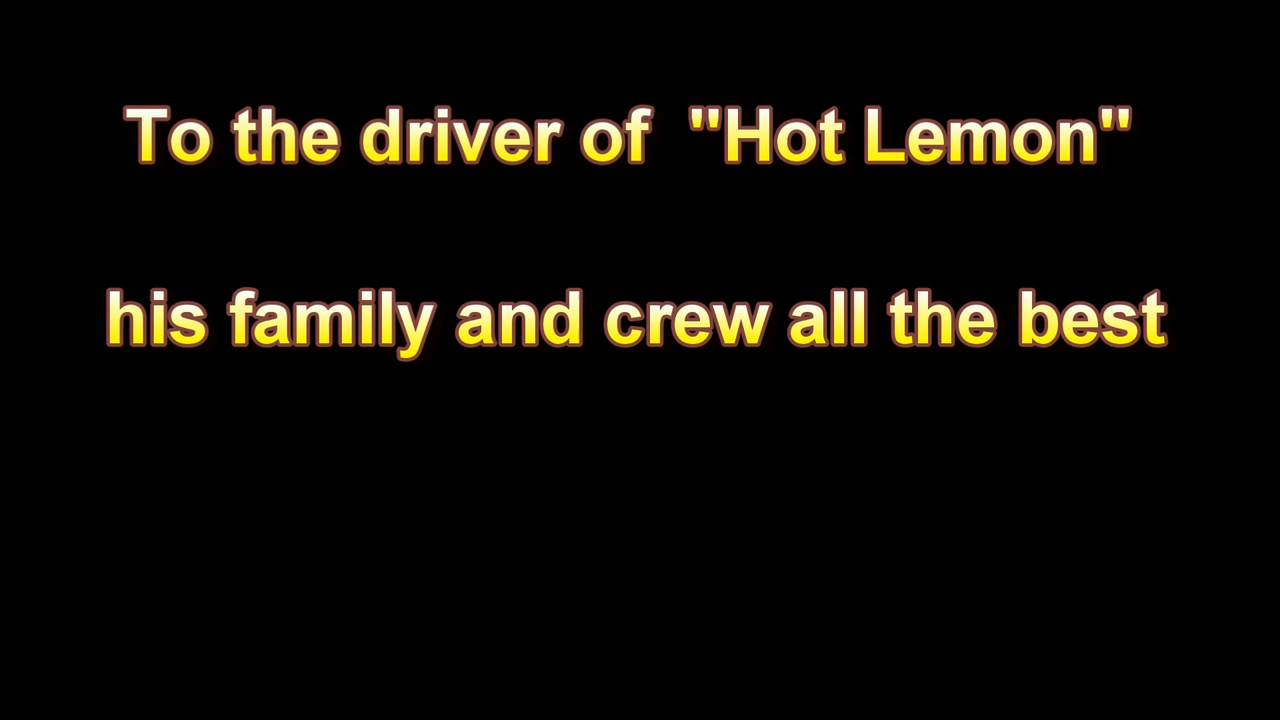 To the driver of  "Hot Lemon"
his family and crew all the best